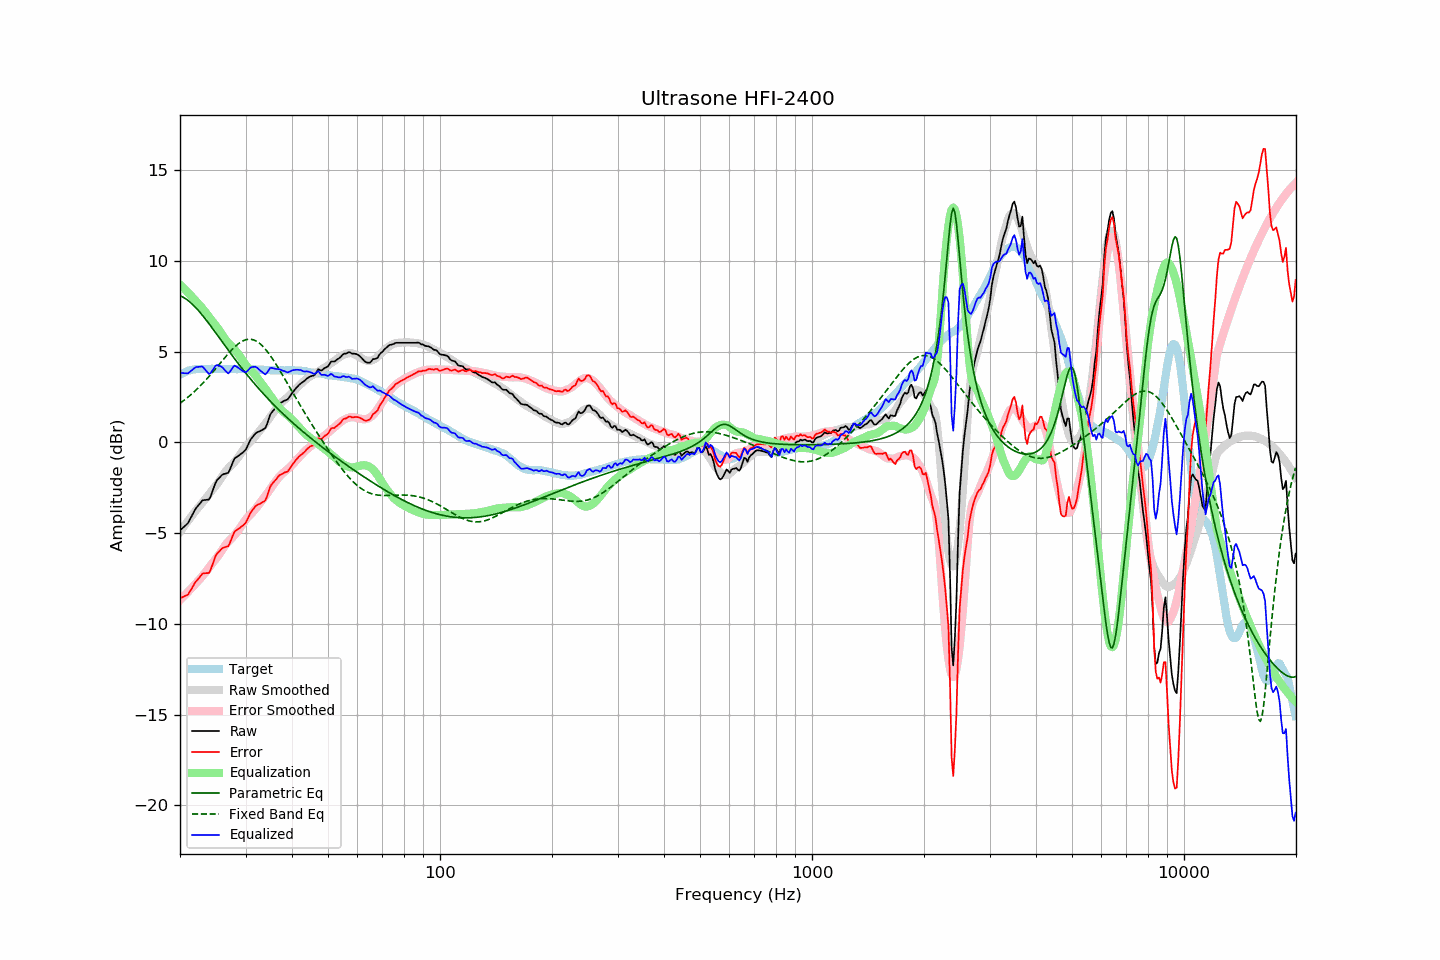 Ultrasone HFI-2400
Amplitude (dBr)
15
10
5
0
−5
−10
−15
−20
Target
Raw Smoothed
Error Smoothed
Raw
Error
Equalization
Parametric Eq
Fixed Band Eq
Equalized
100
1000
10000
Frequency (Hz)